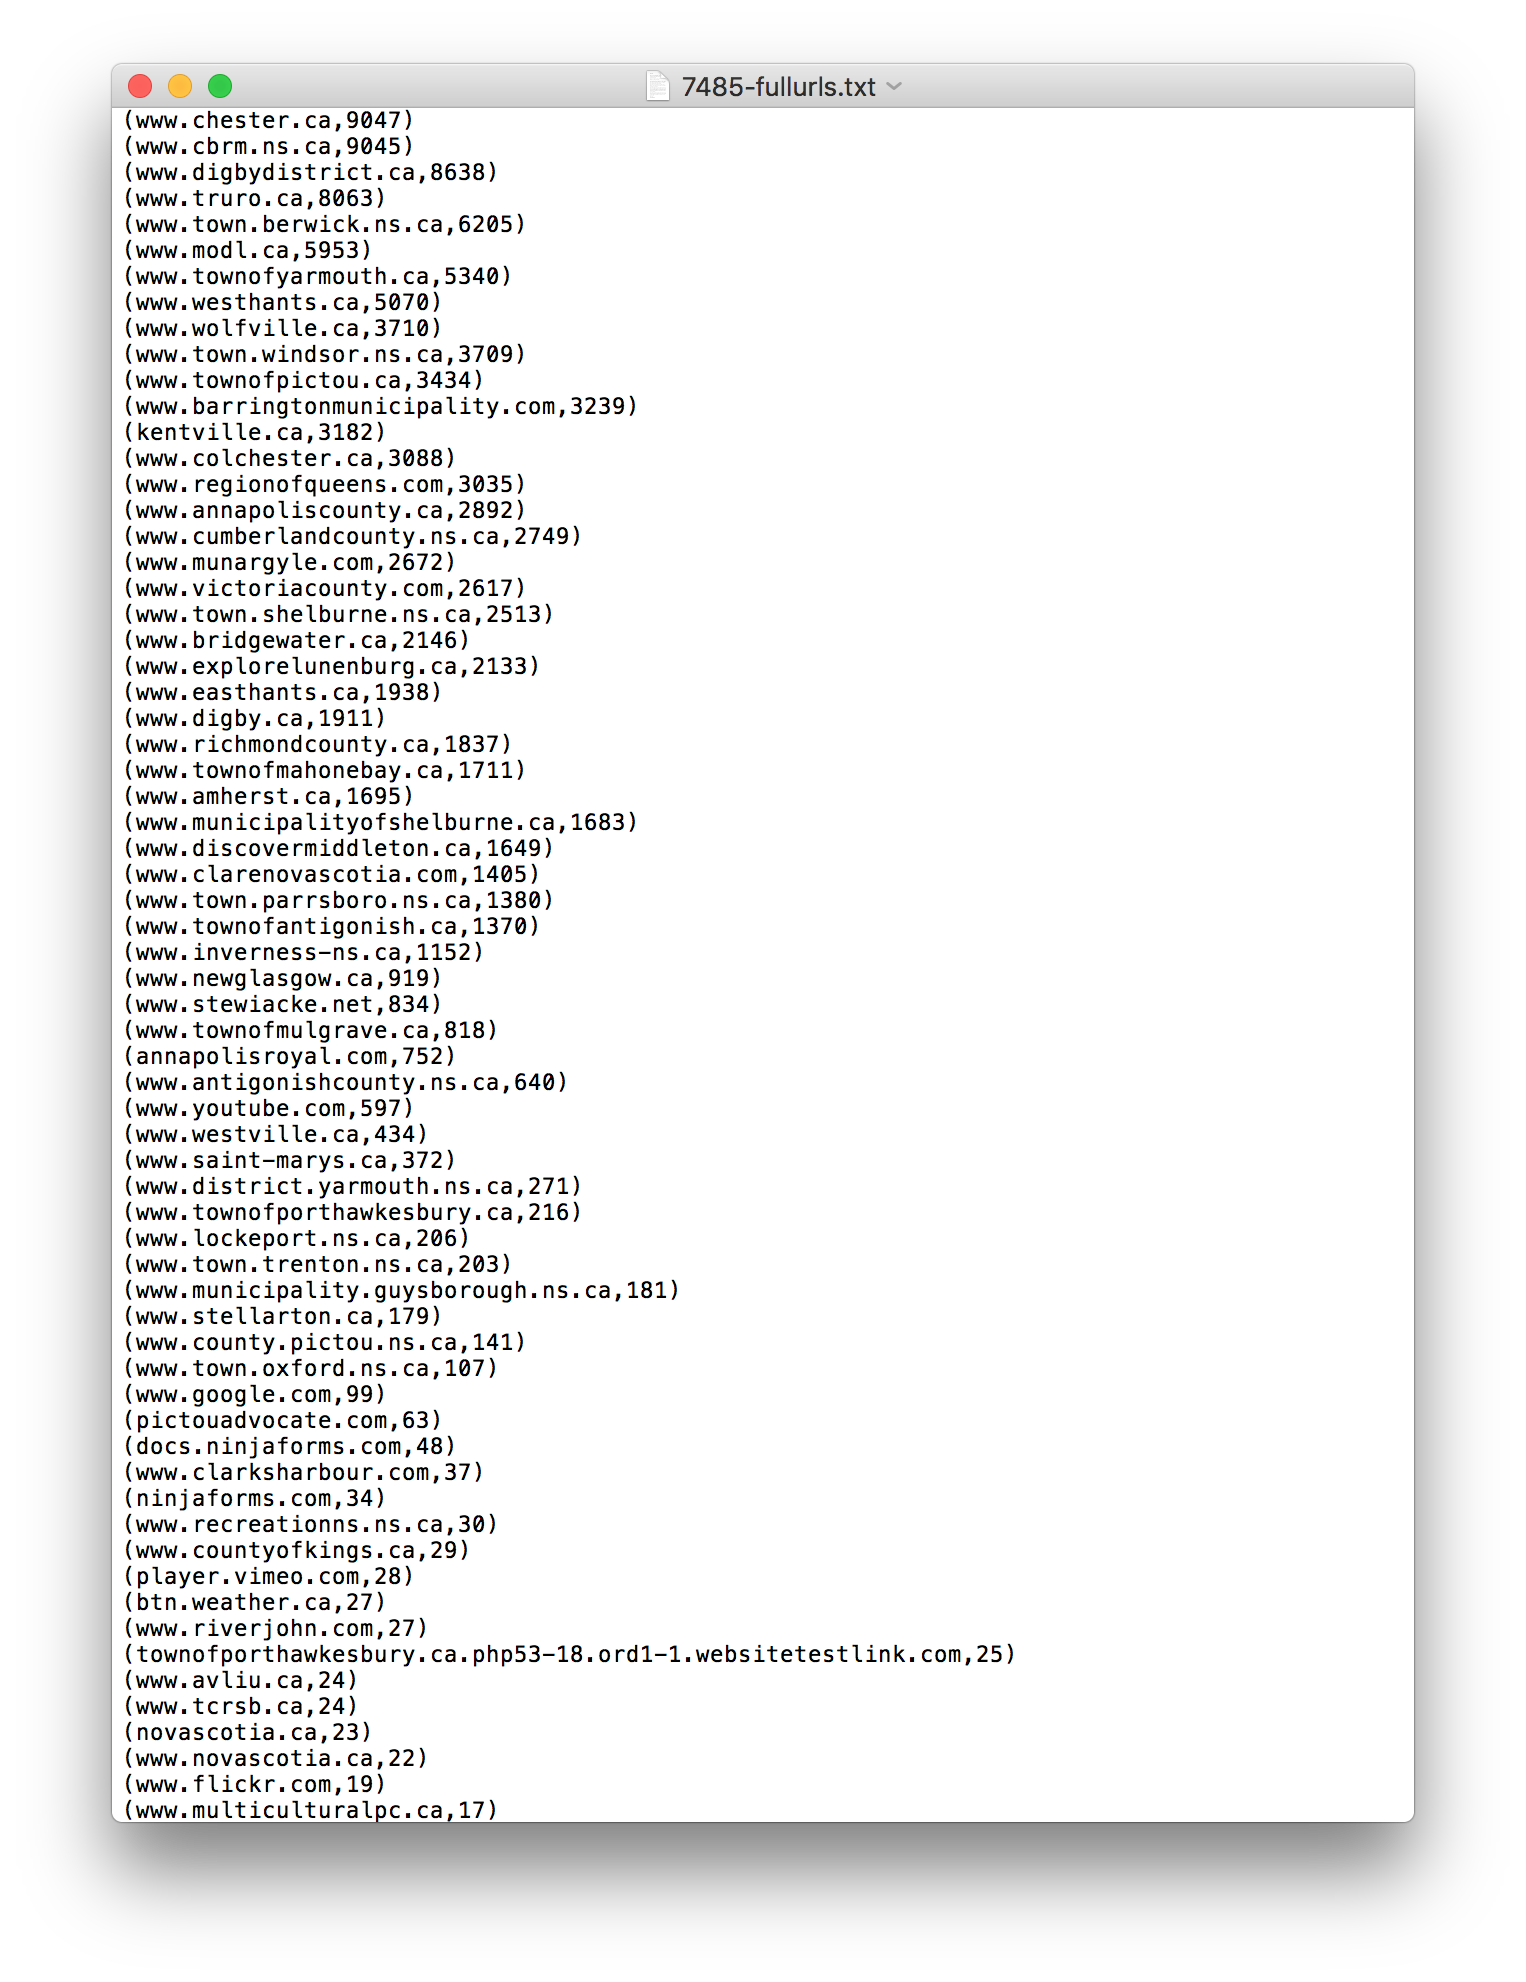 7485-fullurls.txt
(www.chester.ca,9047)
(www.cbrm.ns.ca,9045)
(www.digbydistrict.ca,8638)
(www.truro.ca,8063)
(www.town.berwick.ns.ca,6205)
(www.modl.ca,5953)
(www.townofyarmouth.ca,5340)
(www.westhants.ca,5070)
(www.wolfville.ca,3710)
(www.town.windsor.ns.ca,3709)
(www.townofpictou.ca,3434)
(www.barringtonmunicipality.com,3239)
(kentville.ca,3182)
(www.colchester.ca,3088)
(www.regionofqueens.com,3035)
(www.annapoliscounty.ca,2892)
(www.cumberlandcounty.ns.ca,2749)
(www.munargyle.com,2672)
(www.victoriacounty.com,2617)
(www.town.shelburne.ns.ca,2513)
(www.bridgewater.ca,2146)
(www.explorelunenburg.ca,2133)
(www.easthants.ca,1938)
(www.digby.ca,1911)
(www.richmondcounty.ca,1837)
(www.townofmahonebay.ca,1711)
(www.amherst.ca,1695)
(www.municipalityofshelburne.ca,1683)
(www.discovermiddleton.ca,1649)
(www.clarenovascotia.com,1405)
(www.town.parrsboro.ns.ca,1380)
(www.townofantigonish.ca,1370)
(www.inverness-ns.ca,1152)
(www.newglasgow.ca,919)
(www.stewiacke.net,834)
(www.townofmulgrave.ca,818)
(annapolisroyal.com,752)
(www.antigonishcounty.ns.ca,640)
(www.youtube.com,597)
(www.westville.ca,434)
(www.saint-marys.ca,372)
(www.district.yarmouth.ns.ca,271)
(www.townofporthawkesbury.ca,216)
(www.lockeport.ns.ca,206)
(www.town.trenton.ns.ca,203)
(www.municipality.guysborough.ns.ca,181)
(www.stellarton.ca,179)
(www.county.pictou.ns.ca,141)
(www.town.oxford.ns.ca,107)
(www.google.com,99)
(pictouadvocate.com,63)
(docs.ninjaforms.com,48)
(www.clarksharbour.com,37)
(ninjaforms.com,34)
(www.recreationns.ns.ca,30)
(www.countyofkings.ca,29)
(player.vimeo.com,28)
(btn.weather.ca,27)
(www.riverjohn.com,27)
(townofporthawkesbury.ca.php53-18.ord1-1.websitetestlink.com,25)
(www.avliu.ca,24)
(www.tcrsb.ca,24)
(novascotia.ca,23)
(www.novascotia.ca,22)
(www.flickr.com,19)
(www.multiculturalpc.ca,17)